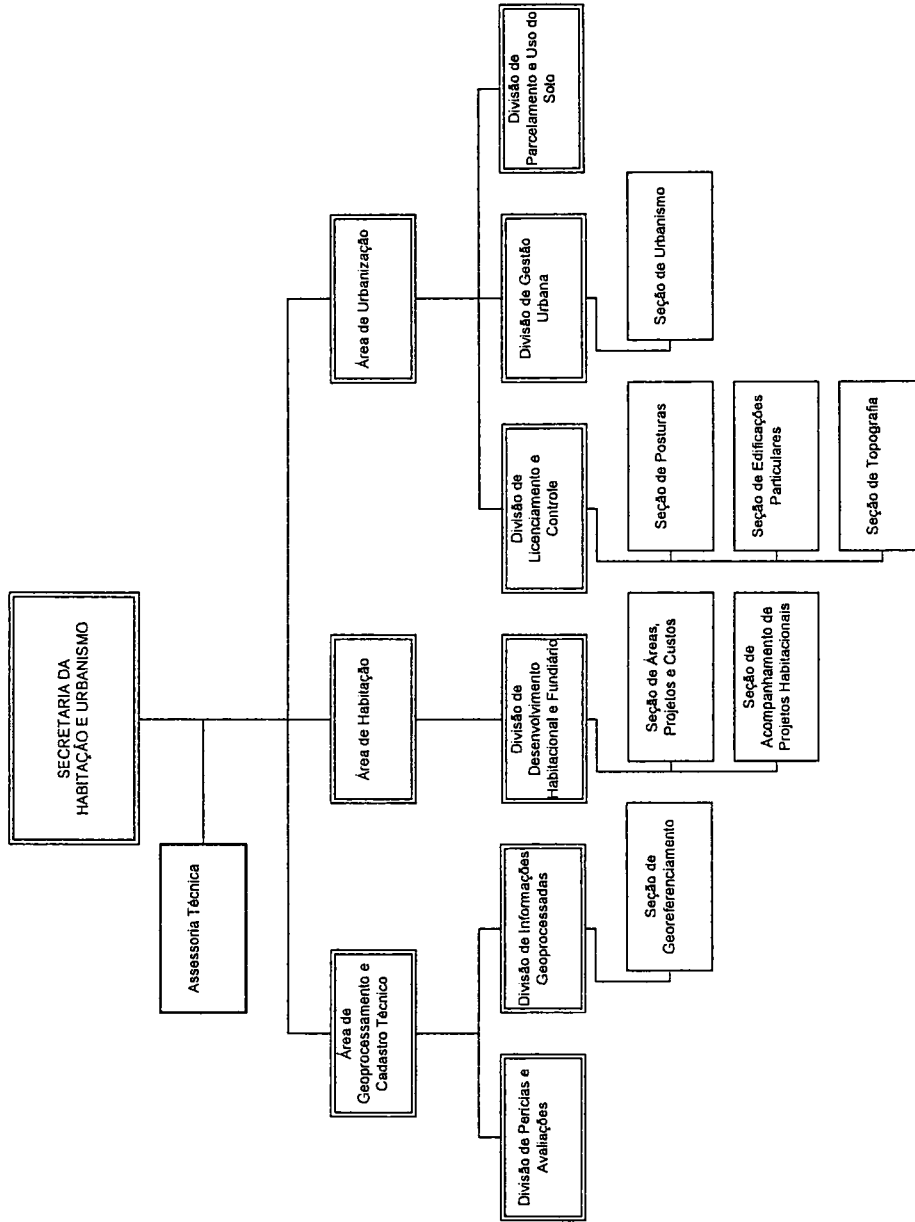 SECRETARIA DA
HABITAÇÃO E URBANISMO
Assessoria Técnica
Área de
Geoprocessamento e
Cadastro Técnico
Área de Habitação
Área de Urbanização
Divisão de Perícias e
Avaliações
Divisão de Informações
Geoprocessadas
Divisão de
Desenvolvimento
Habitacional e Fundiário
Divisão de
Licenciamento e
Controle
Divisão de Gestão
Urbana
Divisão de
Parcelamento e Uso do
Solo
Seção de
Georeferenciamento
Seção de Áreas,
Projetos e Custos
Seção de
Acompanhamento de
Projetos Habitacionais
Seção de Posturas
Seção de Edificações
Particulares
Seção de Topografia
Seção de Urbanismo